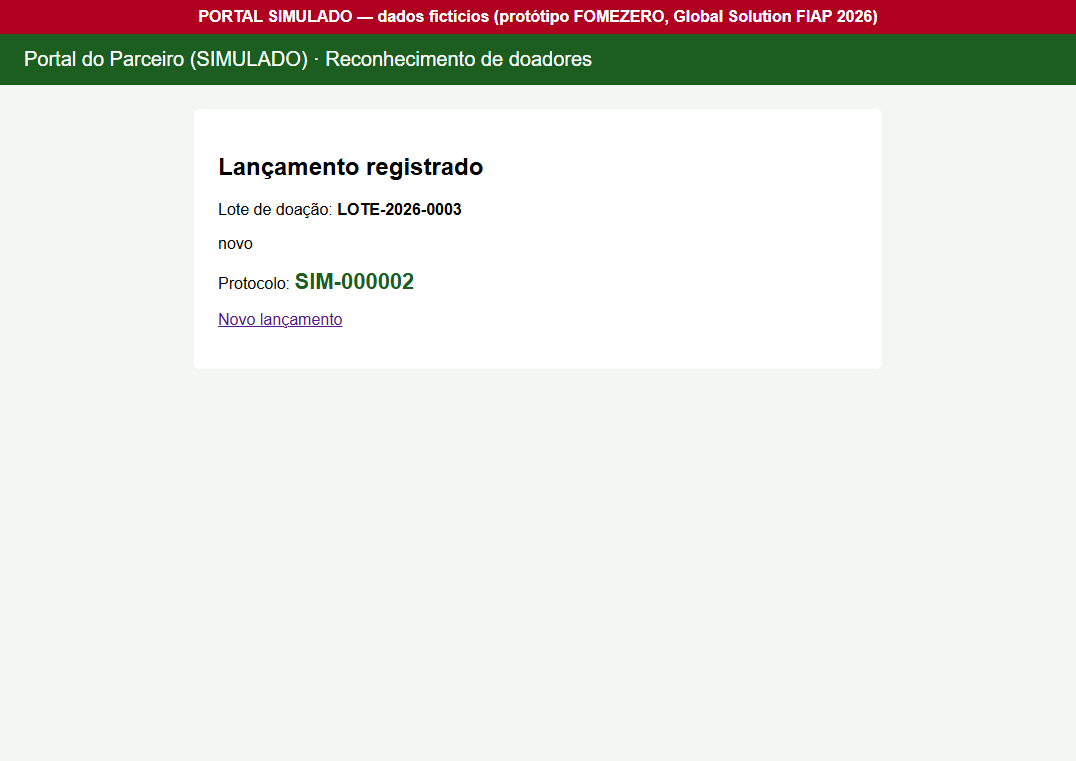 PORTAL SIMULADO — dados fictícios (protótipo FOMEZERO, Global Solution FIAP 2026)
Portal do Parceiro (SIMULADO) · Reconhecimento de doadores
Lançamento registrado
Lote de doação: LOTE-2026-0003
novo
Protocolo: SIM-000002
Novo lançamento